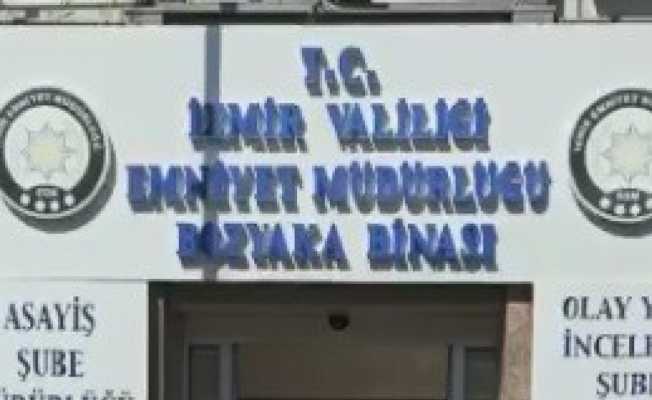 T.C.
İZMİR VALİLİĞİ
EMNİYET MÜDÜRLÜĞÜ
BOZYAKA BİNASI
ASAYİŞ
ŞUBE
OLAY Y
İNCELE
ŞUBE